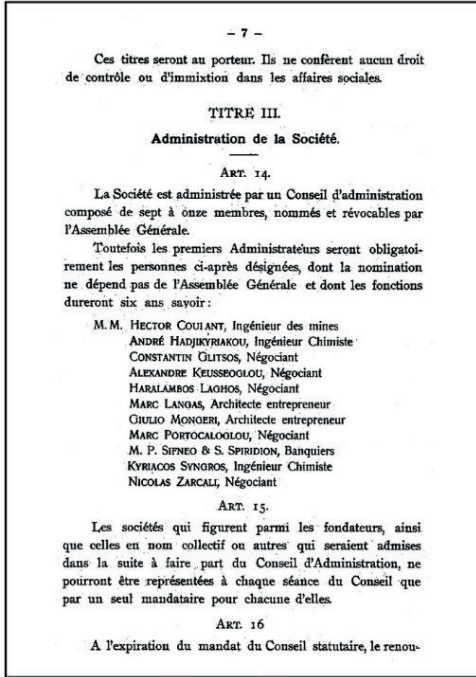 – 7 –
Ces titres seront au porteur. Ils ne confèrent aucun droit
de contrôle ou d'immixtion dans les affaires sociales.
TITRE III.
Administration de la Société.
ART. 14.
La Société est administrée par un Conseil d'administration
composé de sept à onze membres, nommés et révocables par
l'Assemblée Générale.
Toutefois les premiers Administrateurs seront obligatoi-
rement les personnes ci-après désignées, dont la nomination
ne dépend pas de l'Assemblée Générale et dont les fonctions
dureront six ans savoir :
M.M. HECTOR COUIANT, Ingénieur des mines
ANDRÉ HADJIKYRIAKOU, Ingénieur Chimiste
CONSTANTIN GLITSOS, Négociant
ALEXANDRE KEUSSEOGLOU, Négociant
HARALAMBOS LAGHOS, Négociant
MARC LANGAS, Architecte entrepreneur
GIULIO MONGERI, Architecte entrepreneur
MARC PORTOCALOGLOU, Négociant
M. P. SIFNEO & S. SPIRIDION, Banquiers
KYRIACOS SYNGROS, Ingénieur Chimiste
NICOLAS ZARCALI, Négociant
ART. 15.
Les sociétés qui figurent parmi les fondateurs, ainsi
que celles en nom collectif ou autres qui seraient admises
dans la suite à faire part du Conseil d'Administration, ne
pourront être représentées à chaque séance du Conseil que
par un seul mandataire pour chacune d'elles.
ART. 16
A l'expiration du mandat du Conseil statutaire, le renou-